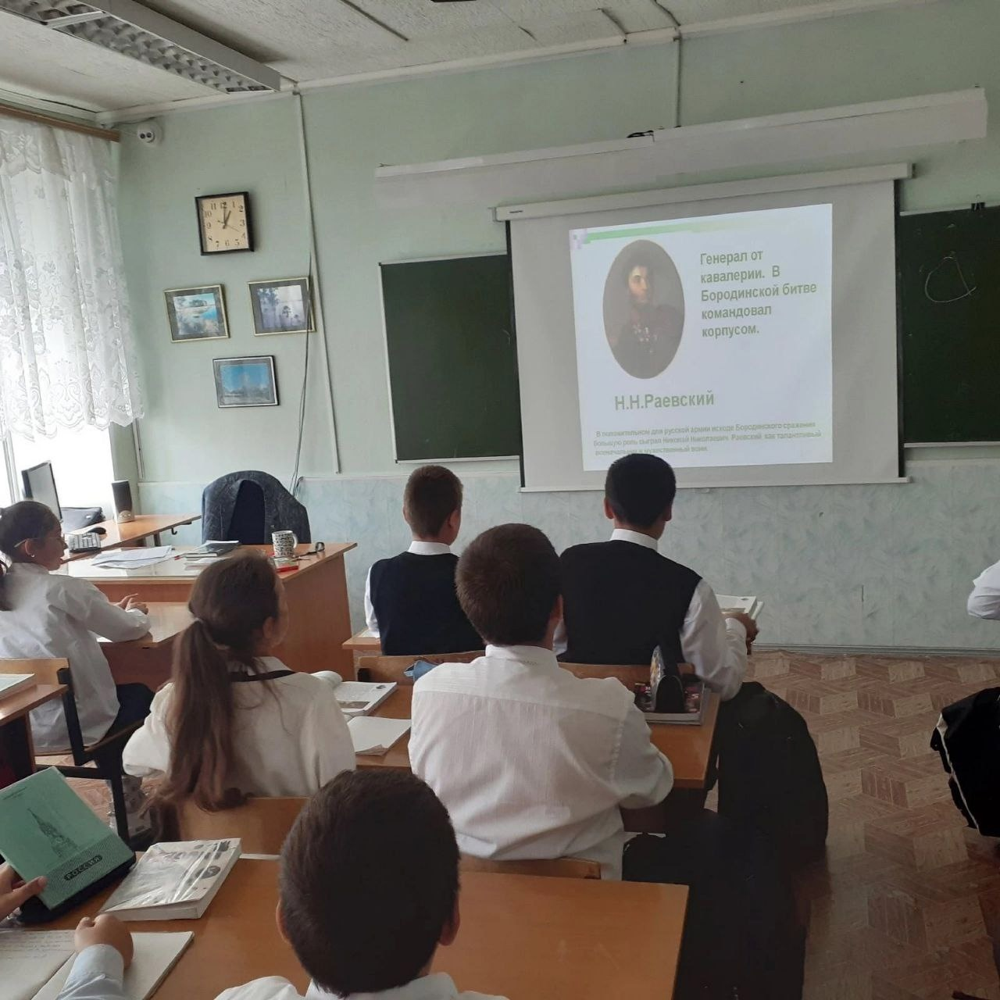 Генерал от
кавалерии. В
Бородинской битве
командовал
корпусом.
Н.Н.Раевский
В положительном для русской армии исходе Бородинского сражения
большую роль сыграл Николай Николаевич Раевский как талантливый
военачальник и мужественный воин.
РОССИЯ